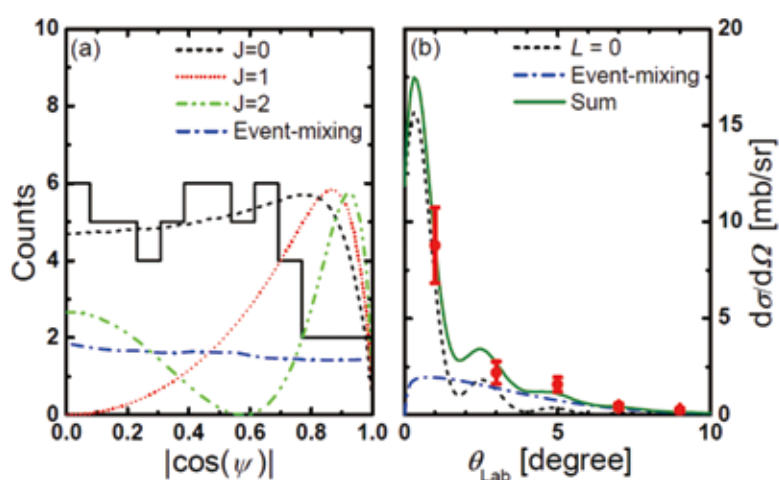 (a)
J=0
J=1
J=2
Event-mixing
10
8
6
4
2
0
Counts
0.0 0.2 0.4 0.6 0.8 1.0
|cos(ψ)|
(b)
L = 0
Event-mixing
Sum
20
15
10
5
0
dσ/dΩ [mb/sr]
0 5 10
θLab [degree]